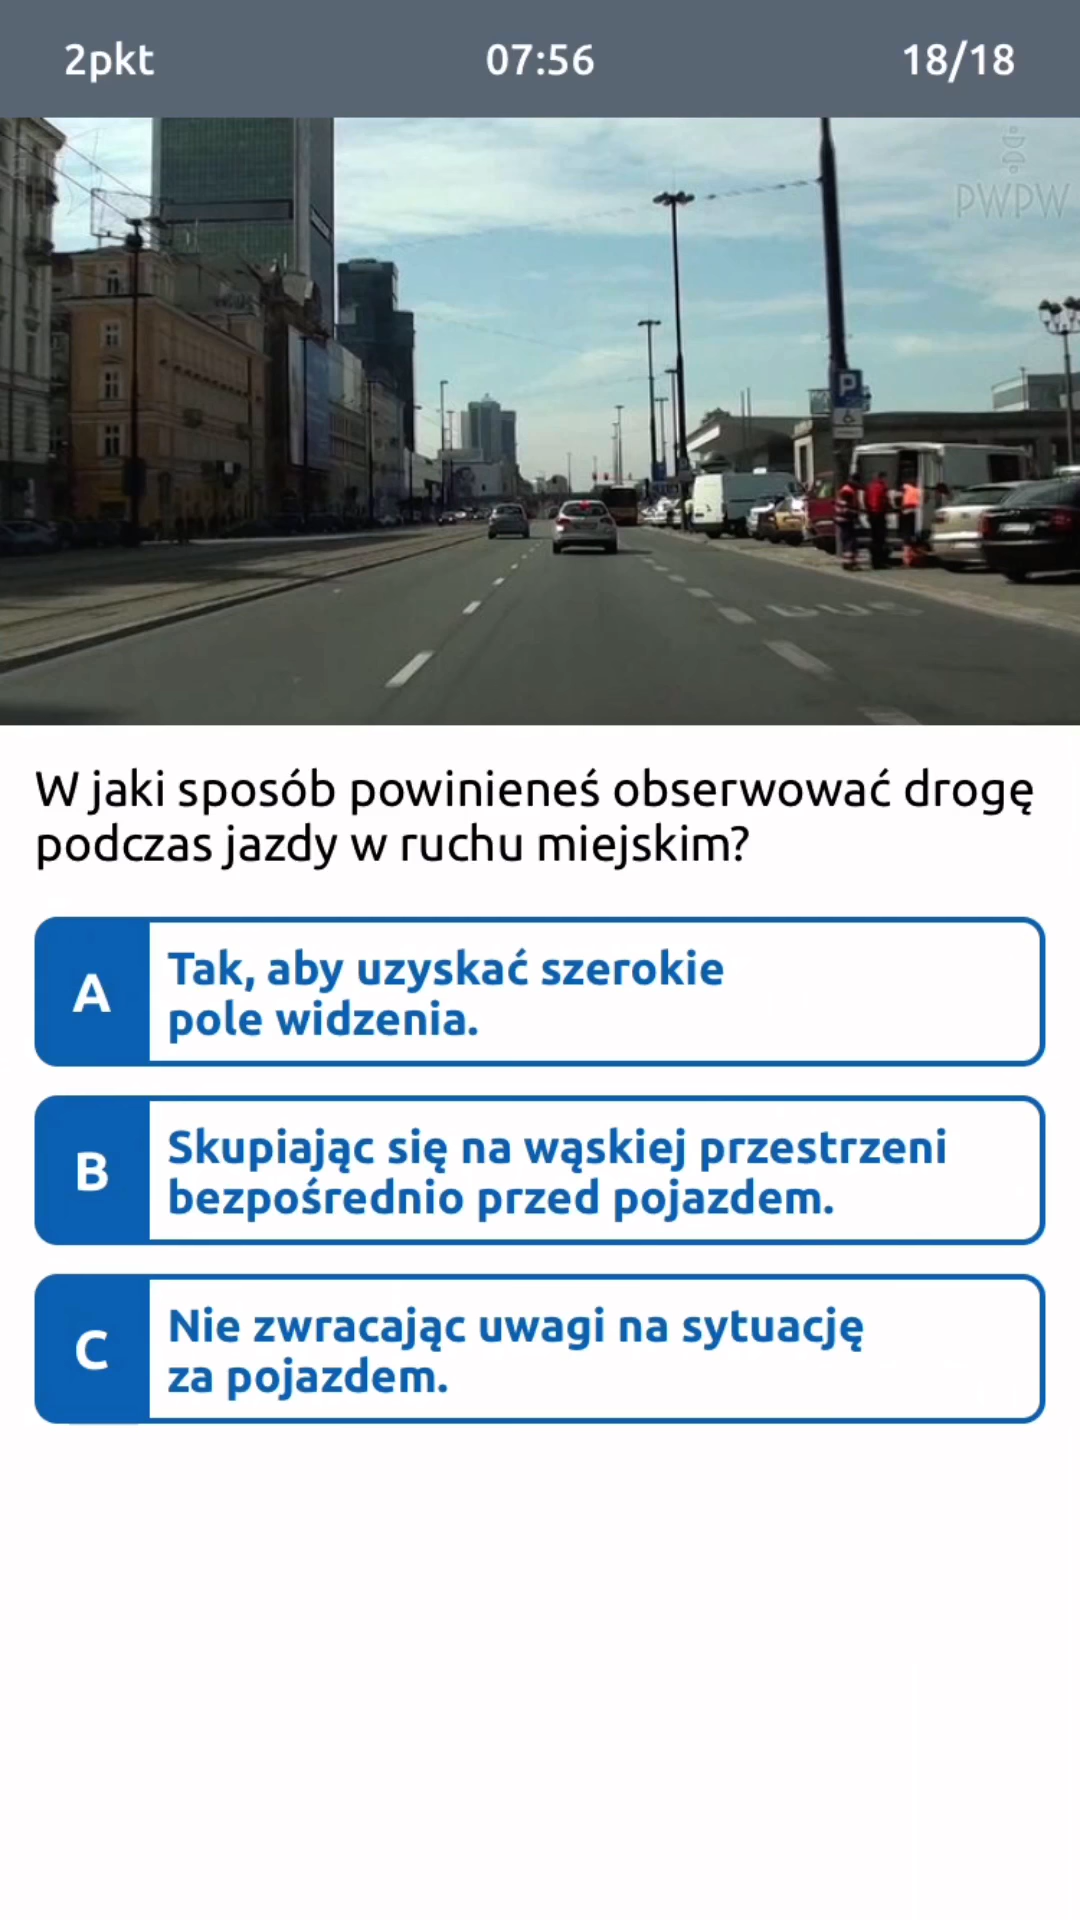 2pkt 07:56 18/18
PWPW
P
BUS
W jaki sposób powinieneś obserwować drogę
podczas jazdy w ruchu miejskim?
A Tak, aby uzyskać szerokie
pole widzenia.
B Skupiając się na wąskiej przestrzeni
bezpośrednio przed pojazdem.
C Nie zwracając uwagi na sytuację
za pojazdem.